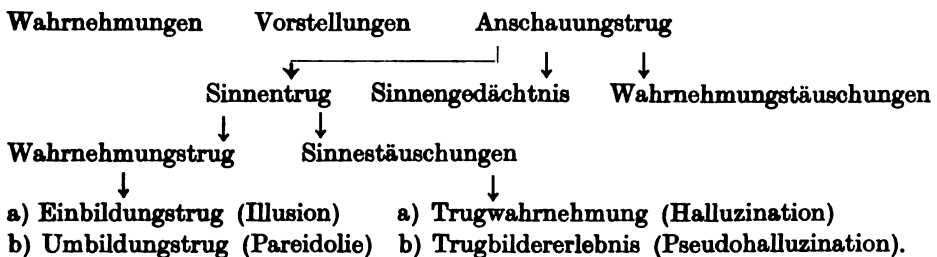 Wahrnehmungen Vorstellungen Anschauungstrug
Sinnentrug Sinnengedächtnis Wahrnehmungstäuschungen
Wahrnehmungstrug Sinnestäuschungen
a) Einbildungstrug (Illusion) a) Trugwahrnehmung (Halluzination)
b) Umbildungstrug (Pareidolie) b) Trugbildererlebnis (Pseudohalluzination).